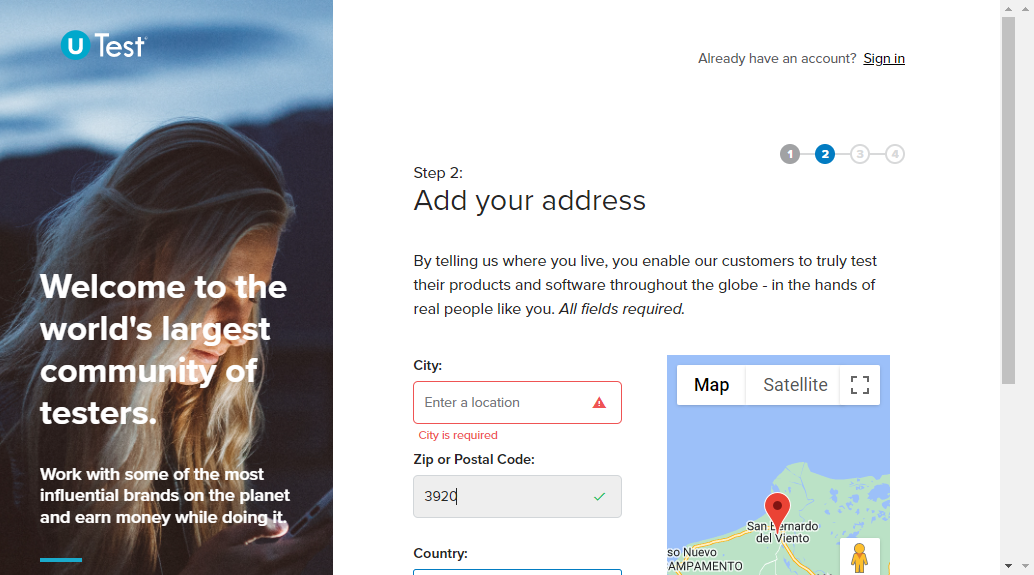 U Test
Already have an account? Sign in
1 2 3 4
Step 2:
Add your address
By telling us where you live, you enable our customers to truly test
their products and software throughout the globe - in the hands of
real people like you. All fields required.
Welcome to the
world's largest
community of
testers.
Work with some of the most
influential brands on the planet
and earn money while doing it.
City:
Enter a location
City is required
Zip or Postal Code:
3920
Country:
Map Satellite
San Bernardo
del Viento
so Nuevo
AMPAMENTO